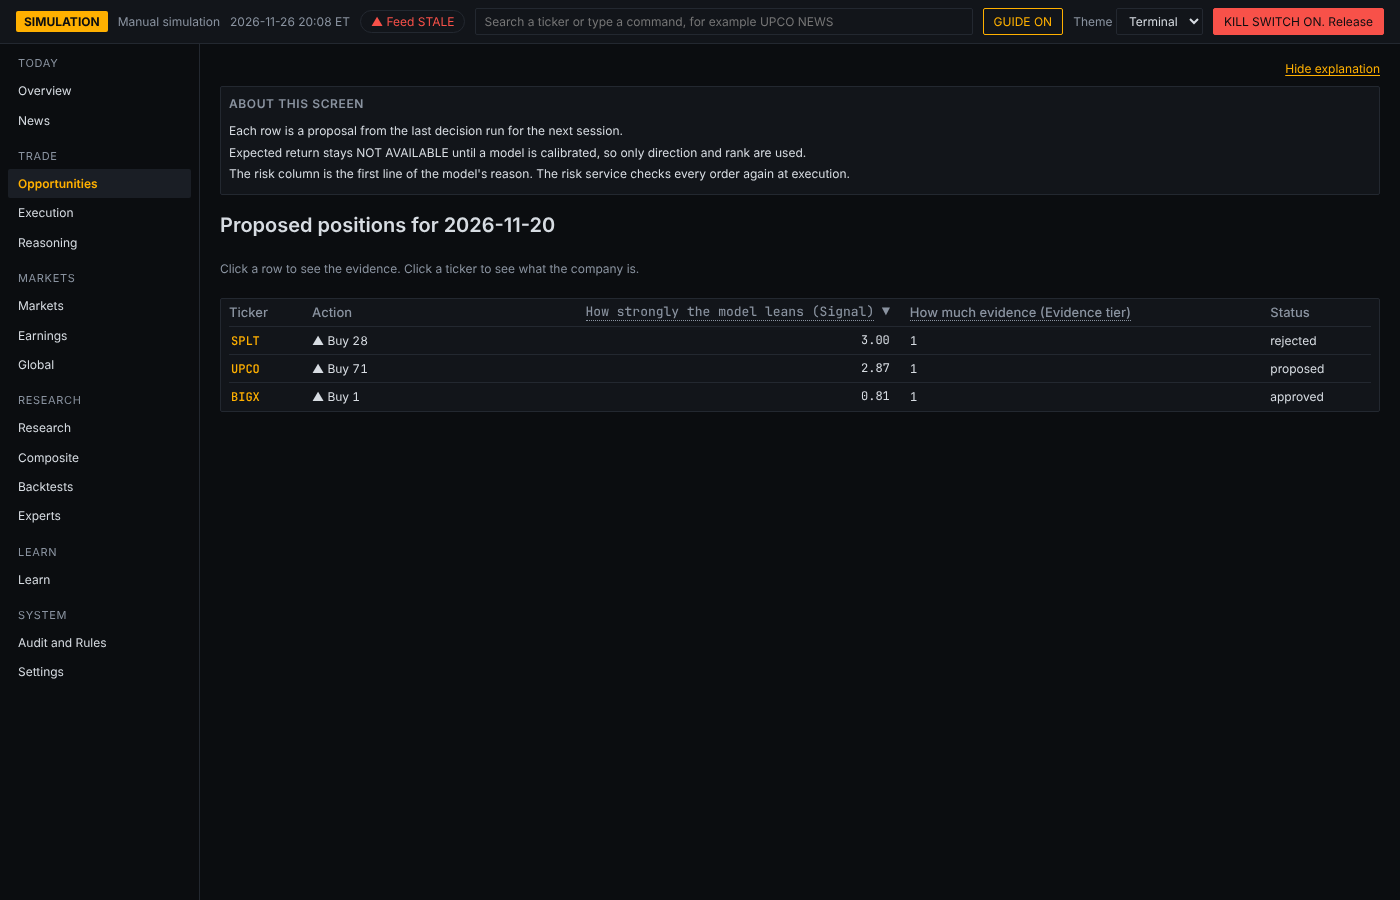 SIMULATION Manual simulation 2026-11-26 20:08 ET ▲ Feed STALE Search a ticker or type a command, for example UPCO NEWS GUIDE ON Theme Terminal KILL SWITCH ON. Release
TODAY
Overview
News
TRADE
Opportunities
Execution
Reasoning
MARKETS
Markets
Earnings
Global
RESEARCH
Research
Composite
Backtests
Experts
LEARN
Learn
SYSTEM
Audit and Rules
Settings
Hide explanation
ABOUT THIS SCREEN
Each row is a proposal from the last decision run for the next session.
Expected return stays NOT AVAILABLE until a model is calibrated, so only direction and rank are used.
The risk column is the first line of the model's reason. The risk service checks every order again at execution.
Proposed positions for 2026-11-20
Click a row to see the evidence. Click a ticker to see what the company is.
Ticker Action How strongly the model leans (Signal) ▼ How much evidence (Evidence tier) Status
SPLT ▲ Buy 28 3.00 1 rejected
UPCO ▲ Buy 71 2.87 1 proposed
BIGX ▲ Buy 1 0.81 1 approved